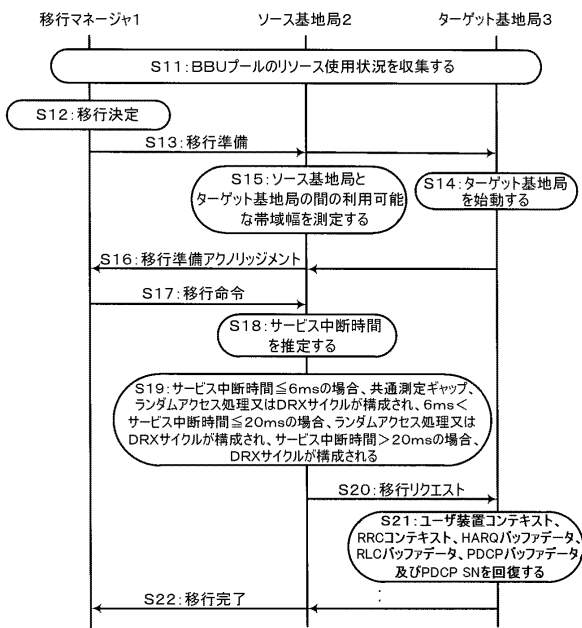 移行マネージャ1
ソース基地局2
ターゲット基地局3
S11:BBUプールのリソース使用状況を収集する
S12:移行決定
S13:移行準備
S15:ソース基地局と
ターゲット基地局の間の利用可能
な帯域幅を測定する
S14:ターゲット基地局
を始動する
S16:移行準備アクノリッジメント
S17:移行命令
S18:サービス中断時間
を推定する
S19:サービス中断時間≦6msの場合、共通測定ギャップ、
ランダムアクセス処理又はDRXサイクルが構成され、6ms<
サービス中断時間≦20msの場合、ランダムアクセス処理又は
DRXサイクルが構成され、サービス中断時間>20msの場合、
DRXサイクルが構成される
S20:移行リクエスト
S21:ユーザ装置コンテキスト、
RRCコンテキスト、HARQバッファデータ、
RLCバッファデータ、PDCPバッファデータ、
及びPDCP SNを回復する
S22:移行完了